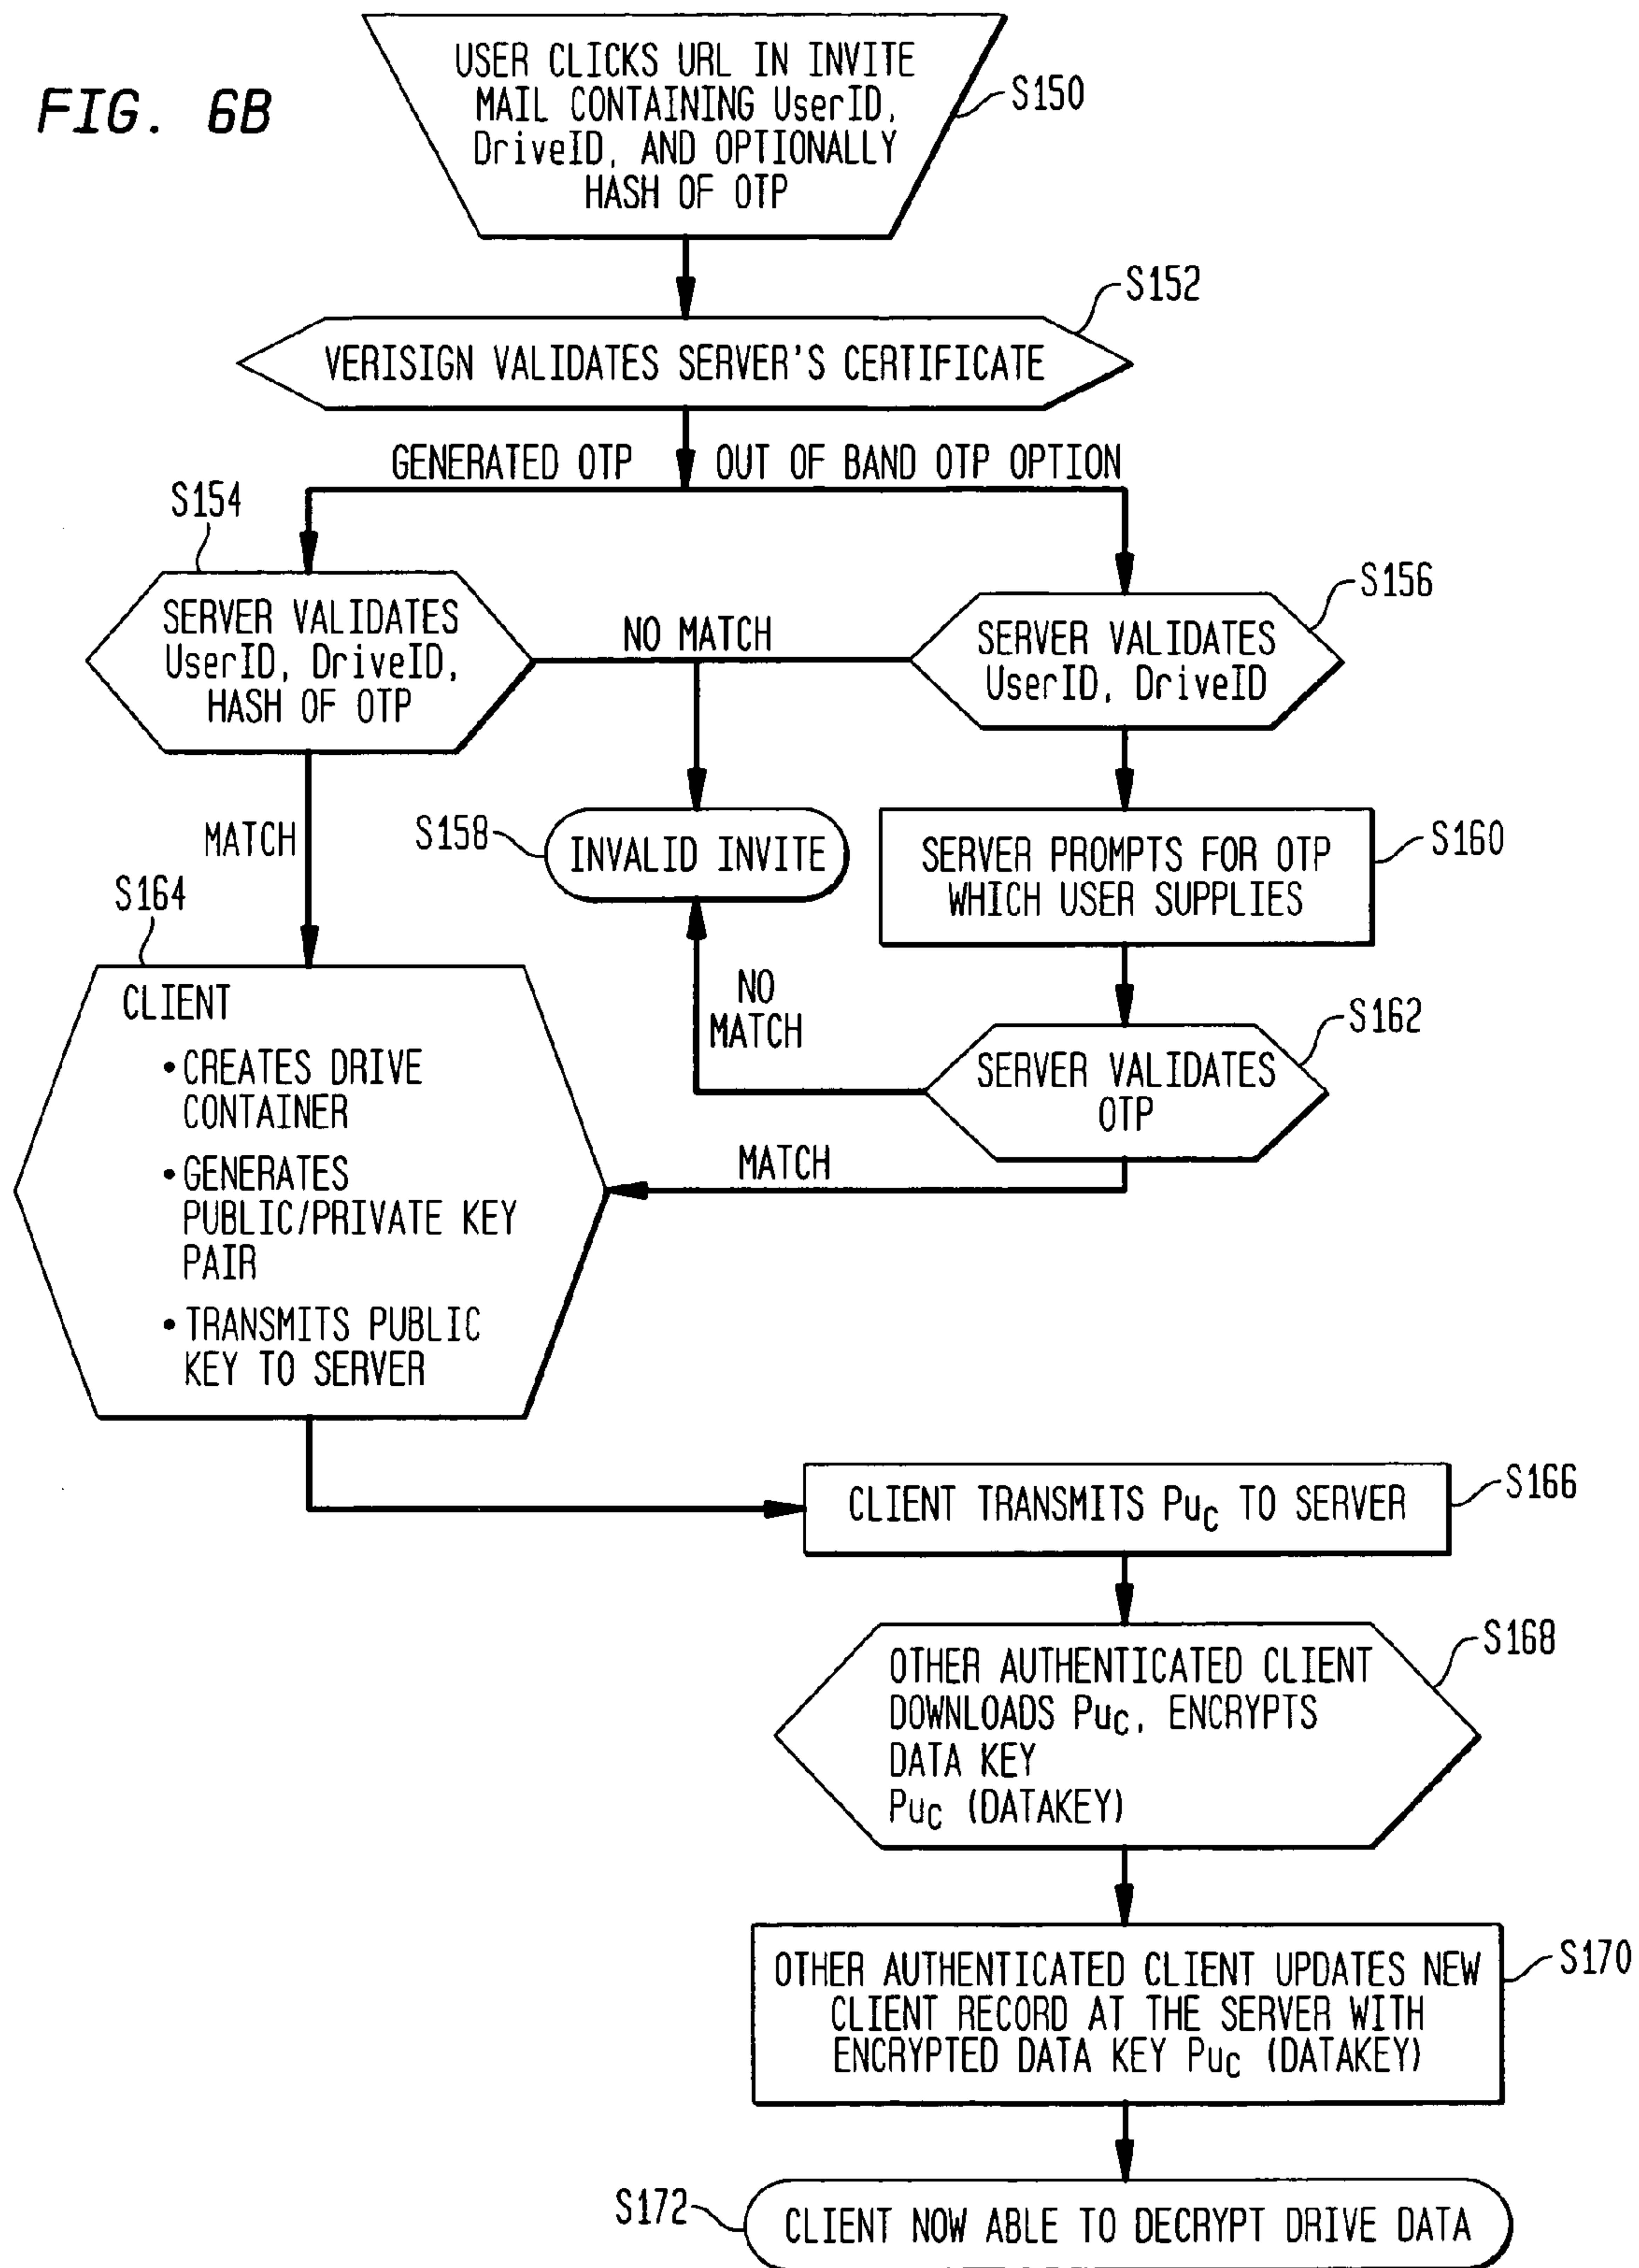 FIG. 6B
USER CLICKS URL IN INVITE
MAIL CONTAINING UserID,
DriveID, AND OPTIONALLY
HASH OF OTP
S150
S152
VERISIGN VALIDATES SERVER'S CERTIFICATE
GENERATED OTP
OUT OF BAND OTP OPTION
S154
SERVER VALIDATES
UserID, DriveID,
HASH OF OTP
NO MATCH
S156
SERVER VALIDATES
UserID, DriveID
MATCH
S158
INVALID INVITE
S160
SERVER PROMPTS FOR OTP
WHICH USER SUPPLIES
NO
MATCH
S162
SERVER VALIDATES
OTP
MATCH
S164
CLIENT
• CREATES DRIVE
CONTAINER
• GENERATES
PUBLIC/PRIVATE KEY
PAIR
• TRANSMITS PUBLIC
KEY TO SERVER
CLIENT TRANSMITS PuC TO SERVER
S166
S168
OTHER AUTHENTICATED CLIENT
DOWNLOADS PuC, ENCRYPTS
DATA KEY
PuC (DATAKEY)
S170
OTHER AUTHENTICATED CLIENT UPDATES NEW
CLIENT RECORD AT THE SERVER WITH
ENCRYPTED DATA KEY PuC (DATAKEY)
S172
CLIENT NOW ABLE TO DECRYPT DRIVE DATA